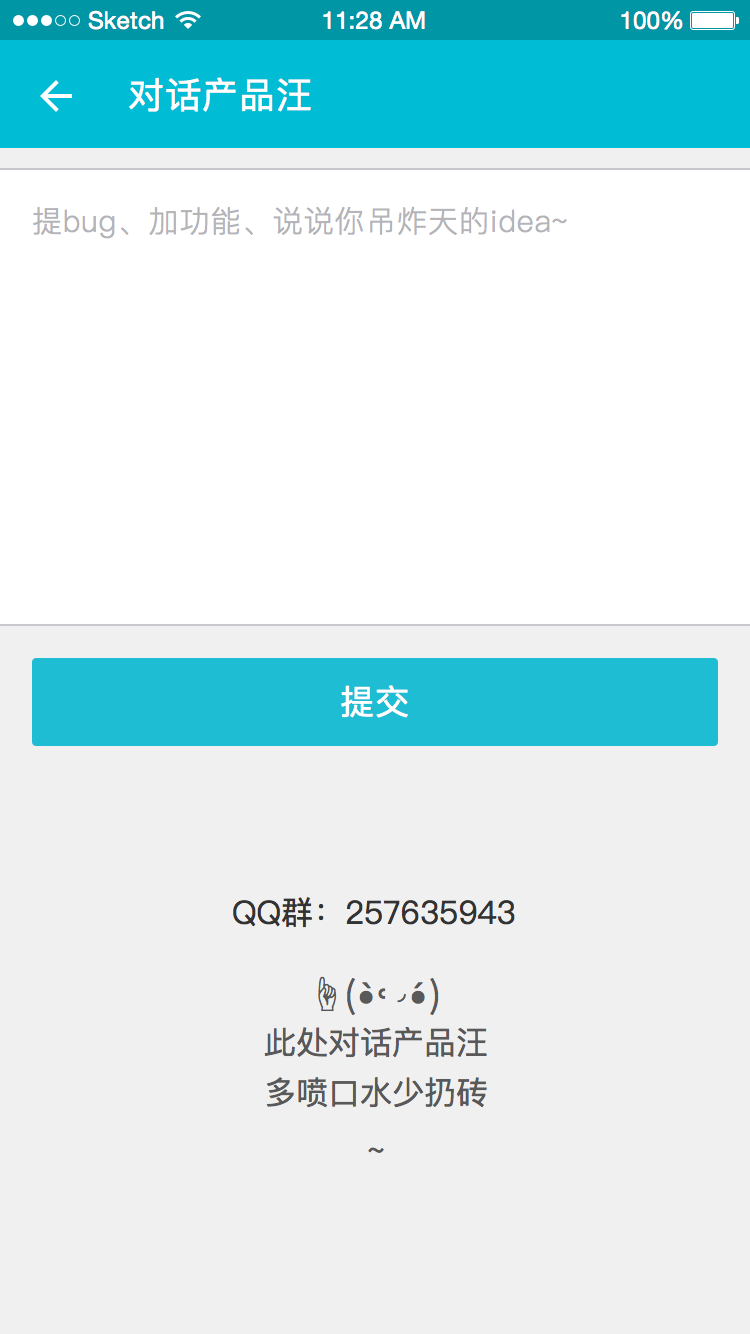 Sketch 11:28 AM 100%
对话产品汪
提bug、加功能、说说你吊炸天的idea~
提交
QQ群：257635943
☝(•̀˓◞•́)
此处对话产品汪
多喷口水少扔砖
~